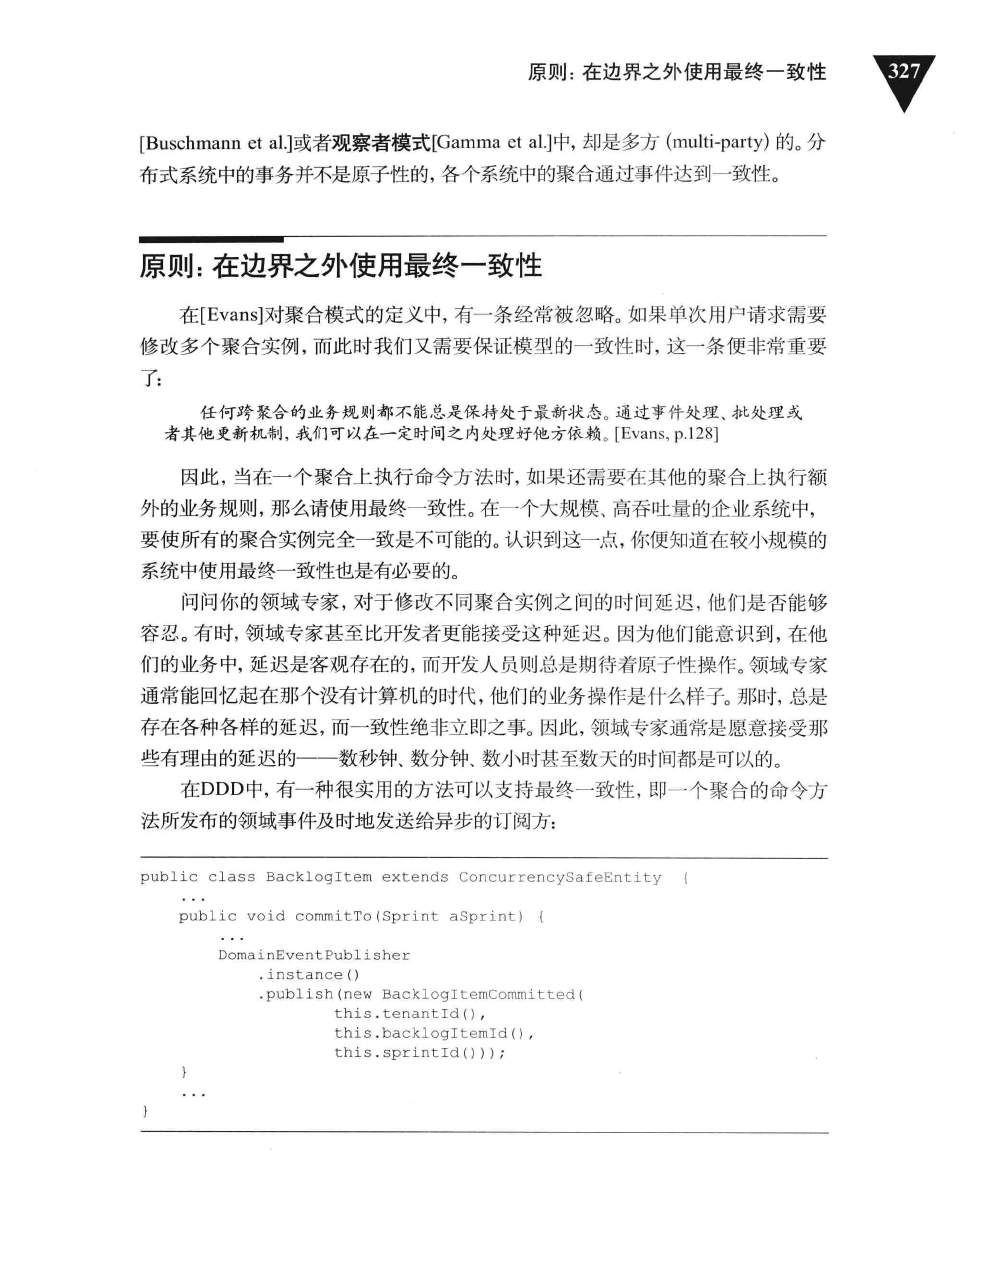 原则：在边界之外使用最终一致性
327
[Buschmann et al.]或者观察者模式[Gamma et al.]中，却是多方 (multi-party) 的。分
布式系统中的事务并不是原子性的，各个系统中的聚合通过事件达到一致性。
原则：在边界之外使用最终一致性
在[Evans]对聚合模式的定义中，有一条经常被忽略。如果单次用户请求需要
修改多个聚合实例，而此时我们又需要保证模型的一致性时，这一条便非常重要
了：
任何跨聚合的业务规则都不能总是保持处于最新状态。通过事件处理、批处理或
者其他更新机制，我们可以在一定时间之内处理好他方依赖。[Evans, p.128]
因此，当在一个聚合上执行命令方法时，如果还需要在其他的聚合上执行额
外的业务规则，那么请使用最终一致性。在一个大规模、高吞吐量的企业系统中，
要使所有的聚合实例完全一致是不可能的。认识到这一点，你便知道在较小规模的
系统中使用最终一致性也是有必要的。
问问你的领域专家，对于修改不同聚合实例之间的时间延迟，他们是否能够
容忍。有时，领域专家甚至比开发者更能接受这种延迟。因为他们能意识到，在他
们的业务中，延迟是客观存在的，而开发人员则总是期待着原子性操作。领域专家
通常能回忆起在那个没有计算机的时代，他们的业务操作是什么样子。那时，总是
存在各种各样的延迟，而一致性绝非立即之事。因此，领域专家通常是愿意接受那
些有理由的延迟的——数秒钟、数分钟、数小时甚至数天的时间都是可以的。
在DDD中，有一种很实用的方法可以支持最终一致性，即一个聚合的命令方
法所发布的领域事件及时地发送给异步的订阅方：
public class BacklogItem extends ConcurrencySafeEntity {
...
public void commitTo(Sprint aSprint) {
...
DomainEventPublisher
.instance()
.publish(new BacklogItemCommitted(
this.tenantId(),
this.backlogItemId(),
this.sprintId()));
}
...
}